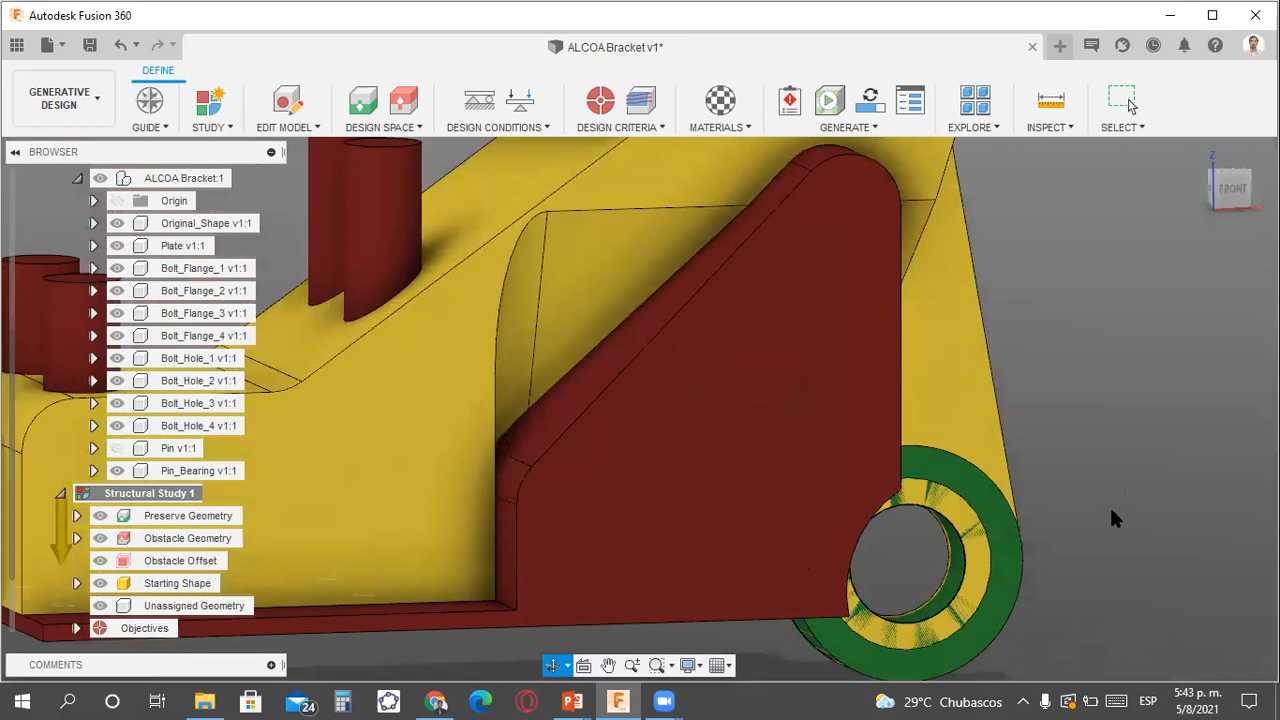 Autodesk Fusion 360
ALCOA Bracket v1*
DEFINE
GENERATIVE
DESIGN
GUIDE
STUDY
EDIT MODEL
DESIGN SPACE
DESIGN CONDITIONS
DESIGN CRITERIA
MATERIALS
GENERATE
EXPLORE
INSPECT
SELECT
BROWSER
Z
FRONT
ALCOA Bracket:1
Origin
Original_Shape v1:1
Plate v1:1
Bolt_Flange_1 v1:1
Bolt_Flange_2 v1:1
Bolt_Flange_3 v1:1
Bolt_Flange_4 v1:1
Bolt_Hole_1 v1:1
Bolt_Hole_2 v1:1
Bolt_Hole_3 v1:1
Bolt_Hole_4 v1:1
Pin v1:1
Pin_Bearing v1:1
Structural Study 1
Preserve Geometry
Obstacle Geometry
Obstacle Offset
Starting Shape
Unassigned Geometry
Objectives
COMMENTS
24
29°C Chubascos
ESP
5:43 p. m.
5/8/2021